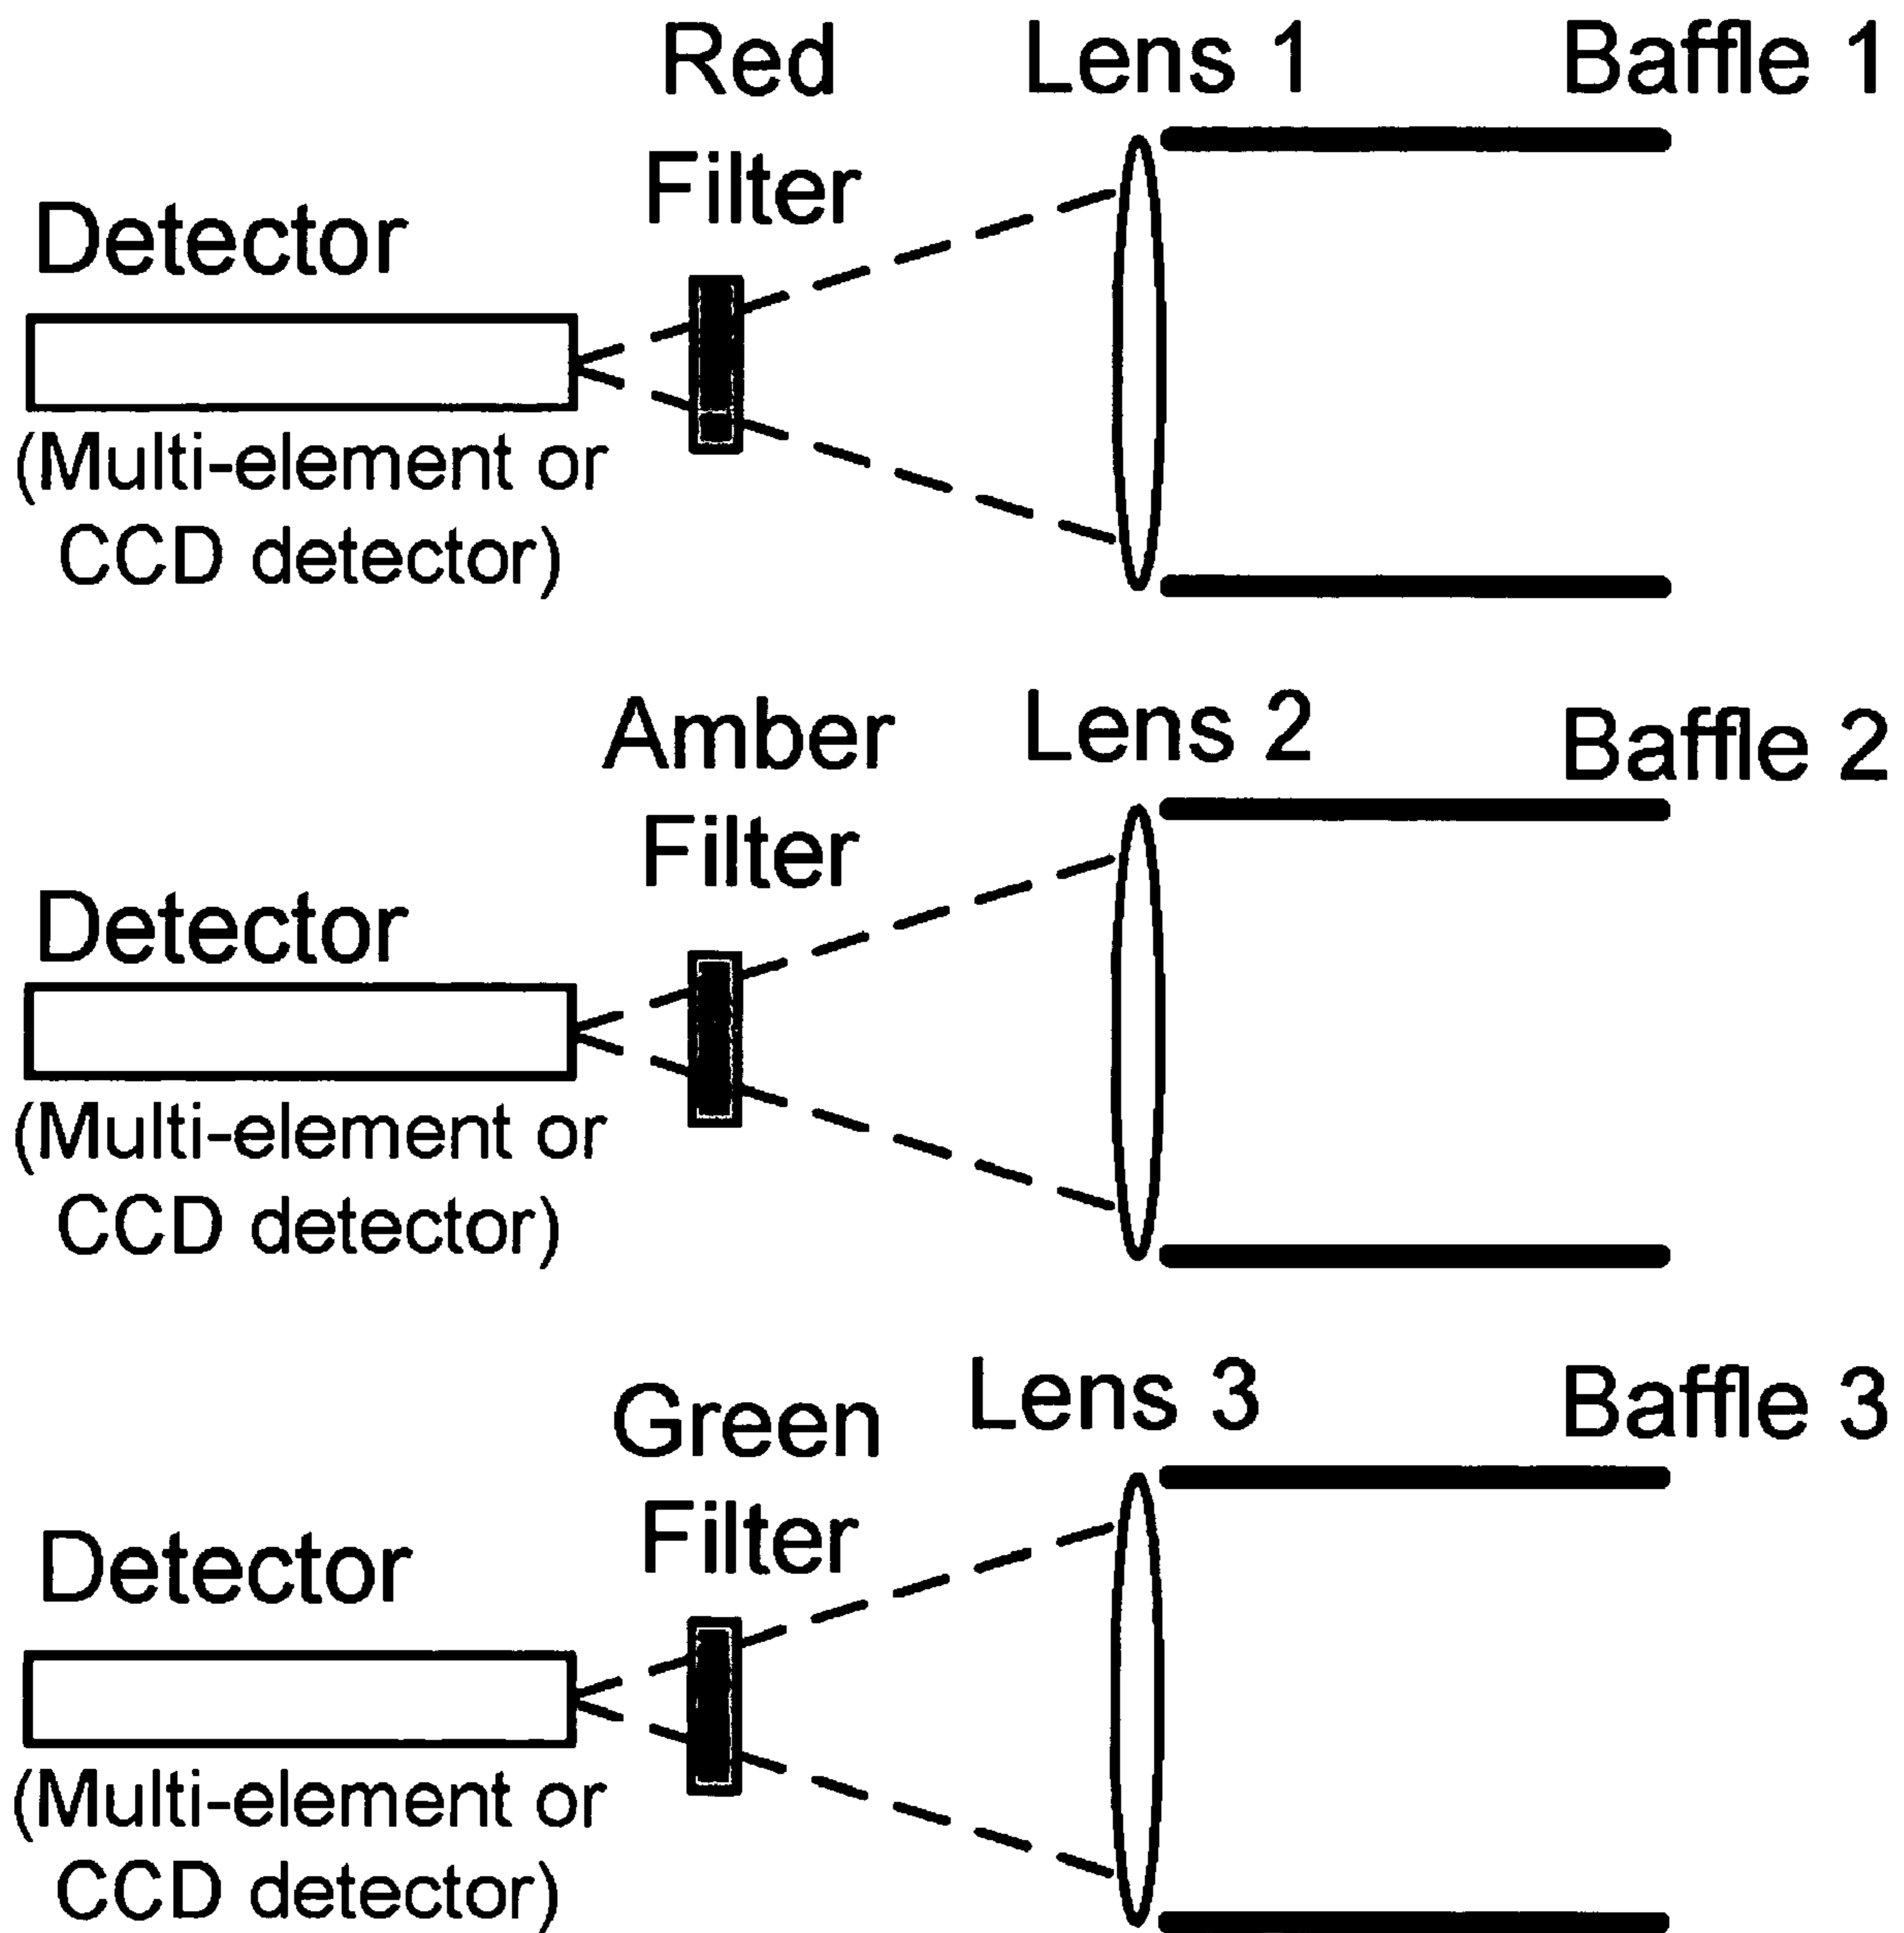 Red
Filter
Lens 1
Baffle 1
Detector
(Multi-element or
CCD detector)
Amber
Filter
Lens 2
Baffle 2
Detector
(Multi-element or
CCD detector)
Green
Filter
Lens 3
Baffle 3
Detector
(Multi-element or
CCD detector)